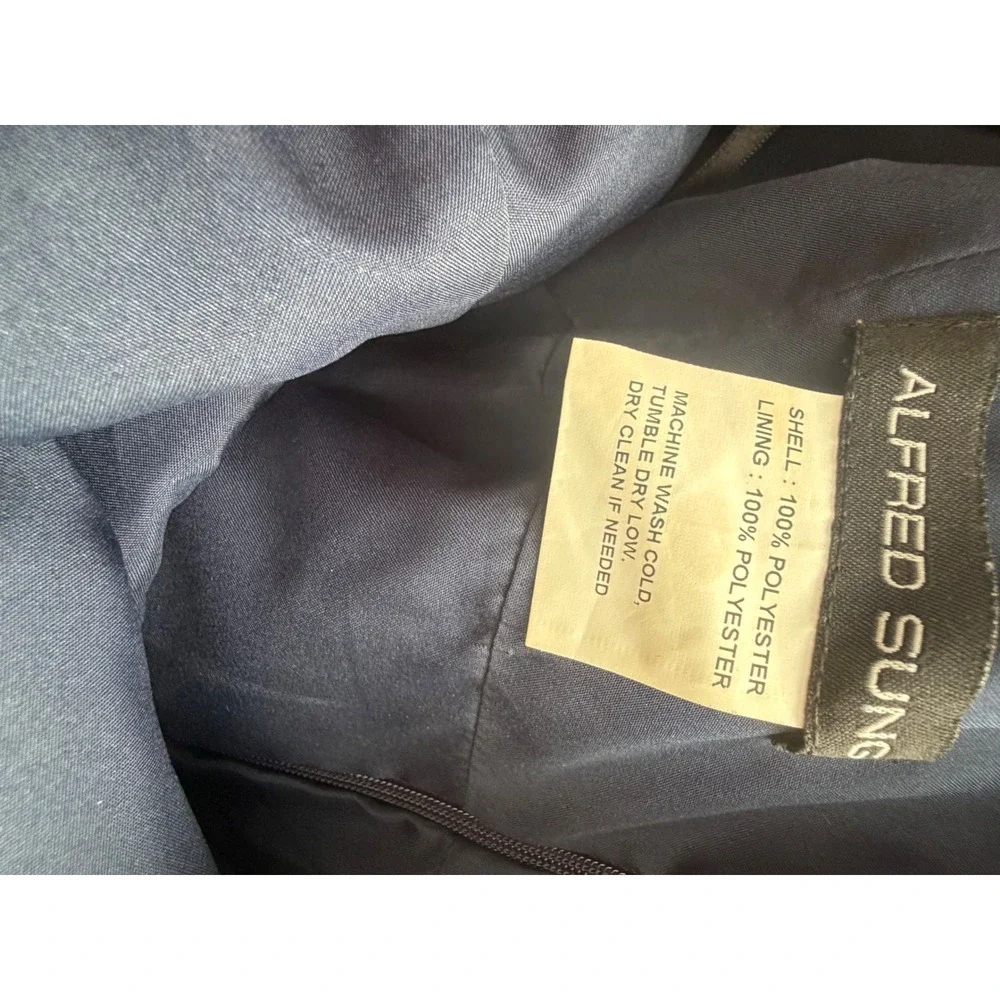 ALFRED SUNG
SHELL : 100% POLYESTER
LINING : 100% POLYESTER
MACHINE WASH COLD,
TUMBLE DRY LOW.
DRY CLEAN IF NEEDED